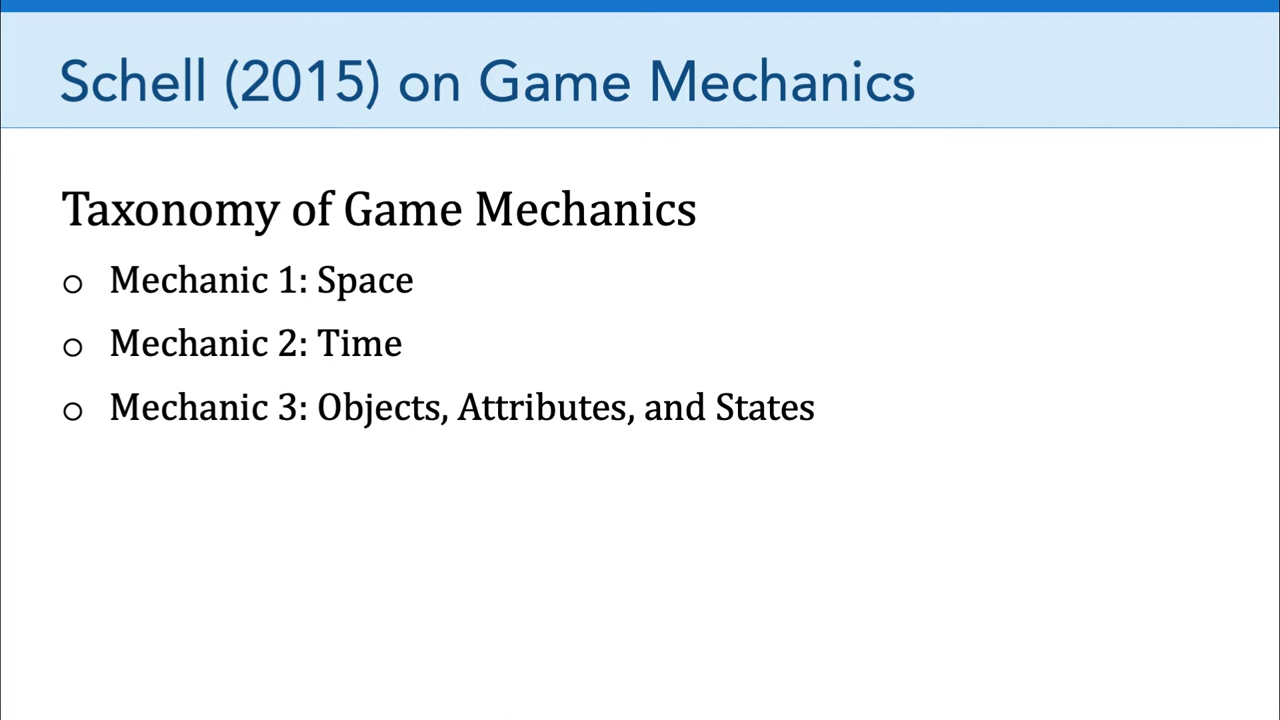 Schell (2015) on Game Mechanics
Taxonomy of Game Mechanics
○ Mechanic 1: Space
○ Mechanic 2: Time
○ Mechanic 3: Objects, Attributes, and States